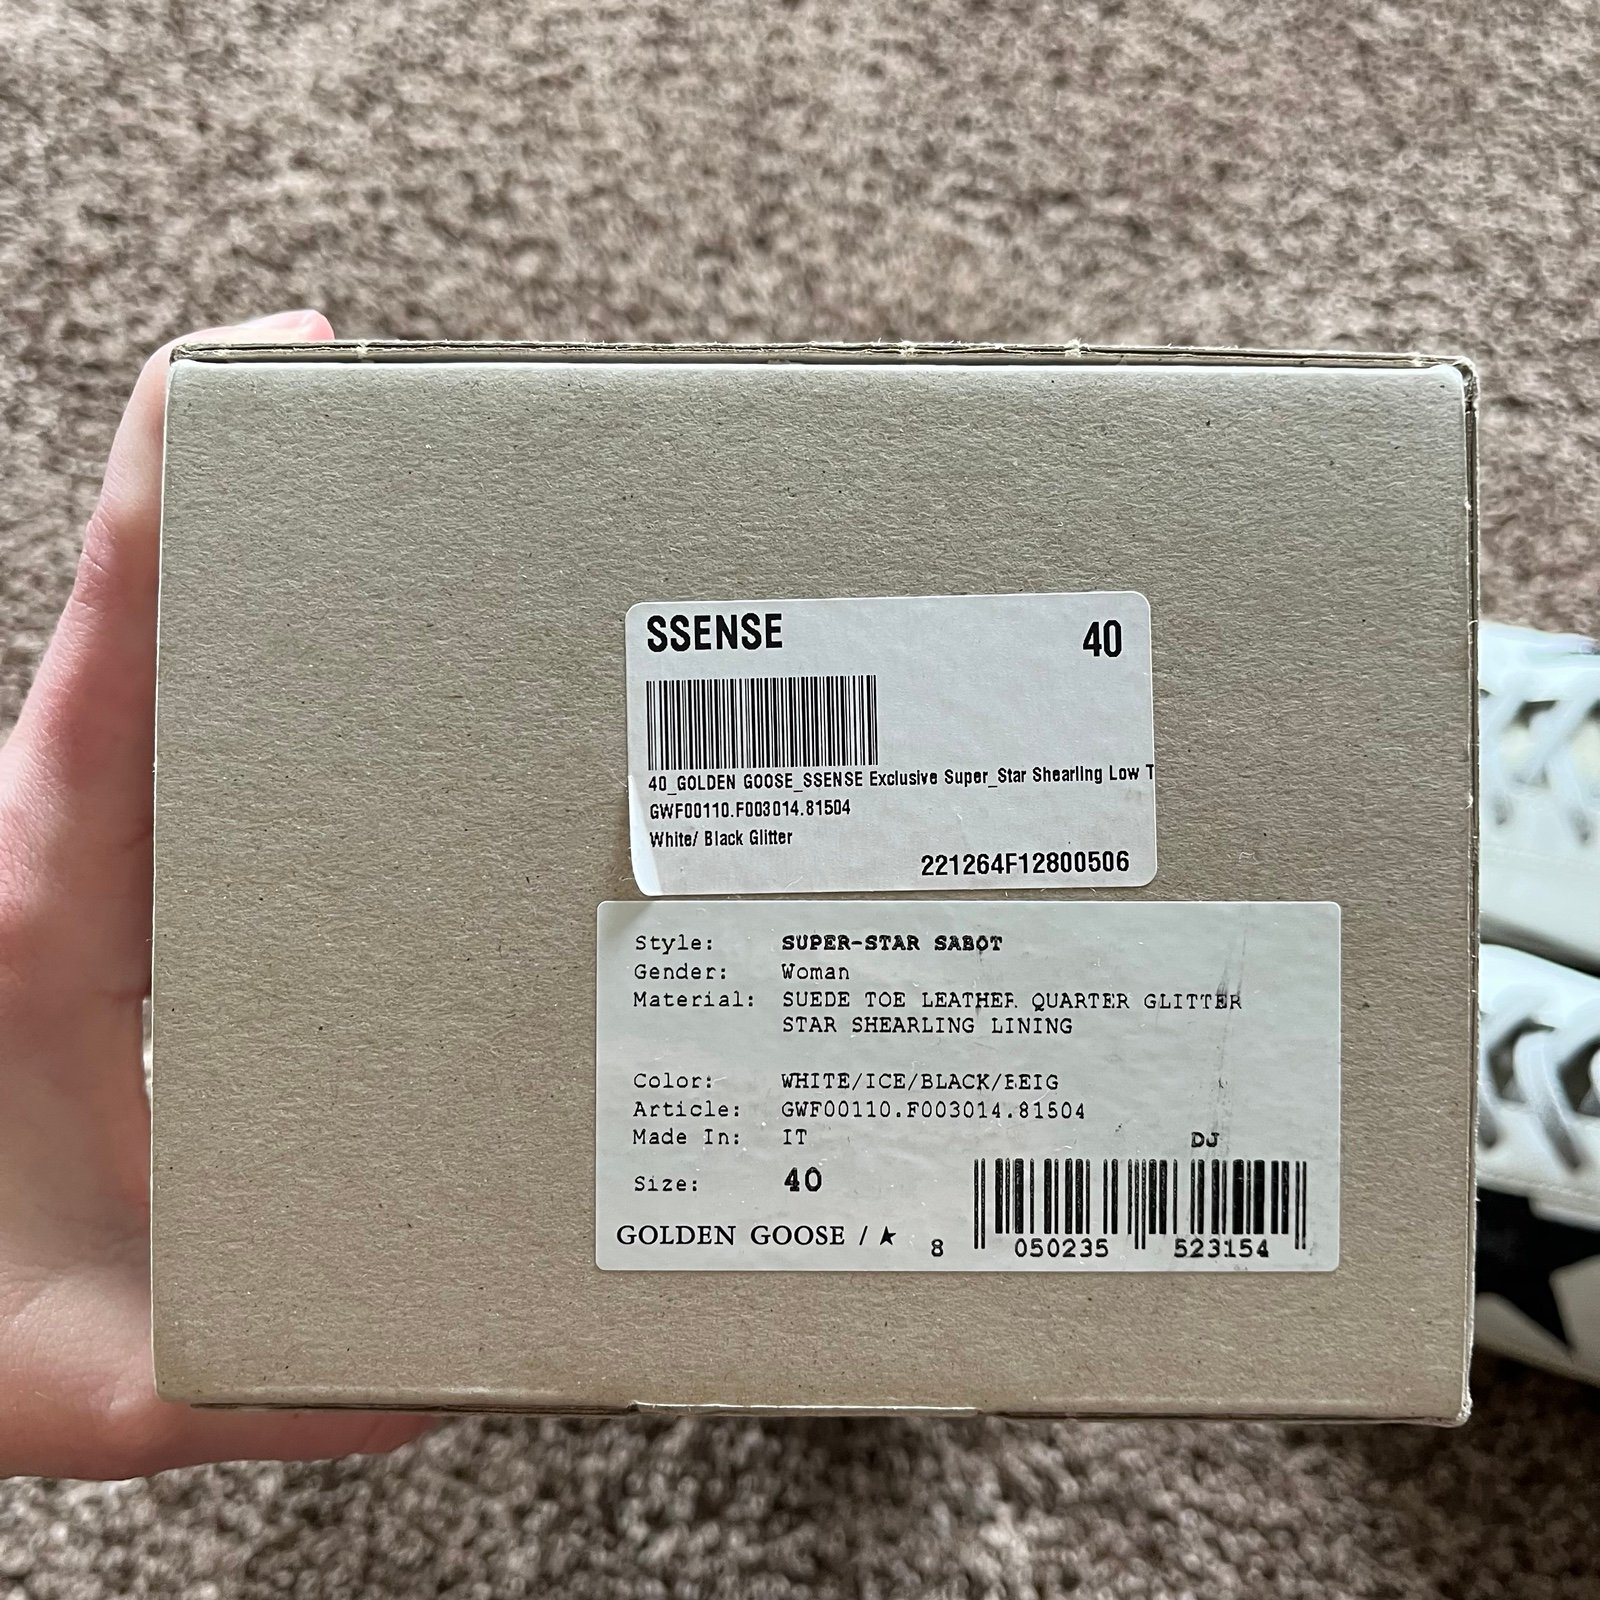 SSENSE 40
40_GOLDEN GOOSE_SSENSE Exclusive Super_Star Shearling Low T
GWF00110.F003014.81504
White/ Black Glitter
221264F12800506
Style: SUPER-STAR SABOT
Gender: Woman
Material: SUEDE TOE LEATHER QUARTER GLITTER
STAR SHEARLING LINING
Color: WHITE/ICE/BLACK/BEIG
Article: GWF00110.F003014.81504
Made In: IT DJ
Size: 40
GOLDEN GOOSE / 8 050235 523154